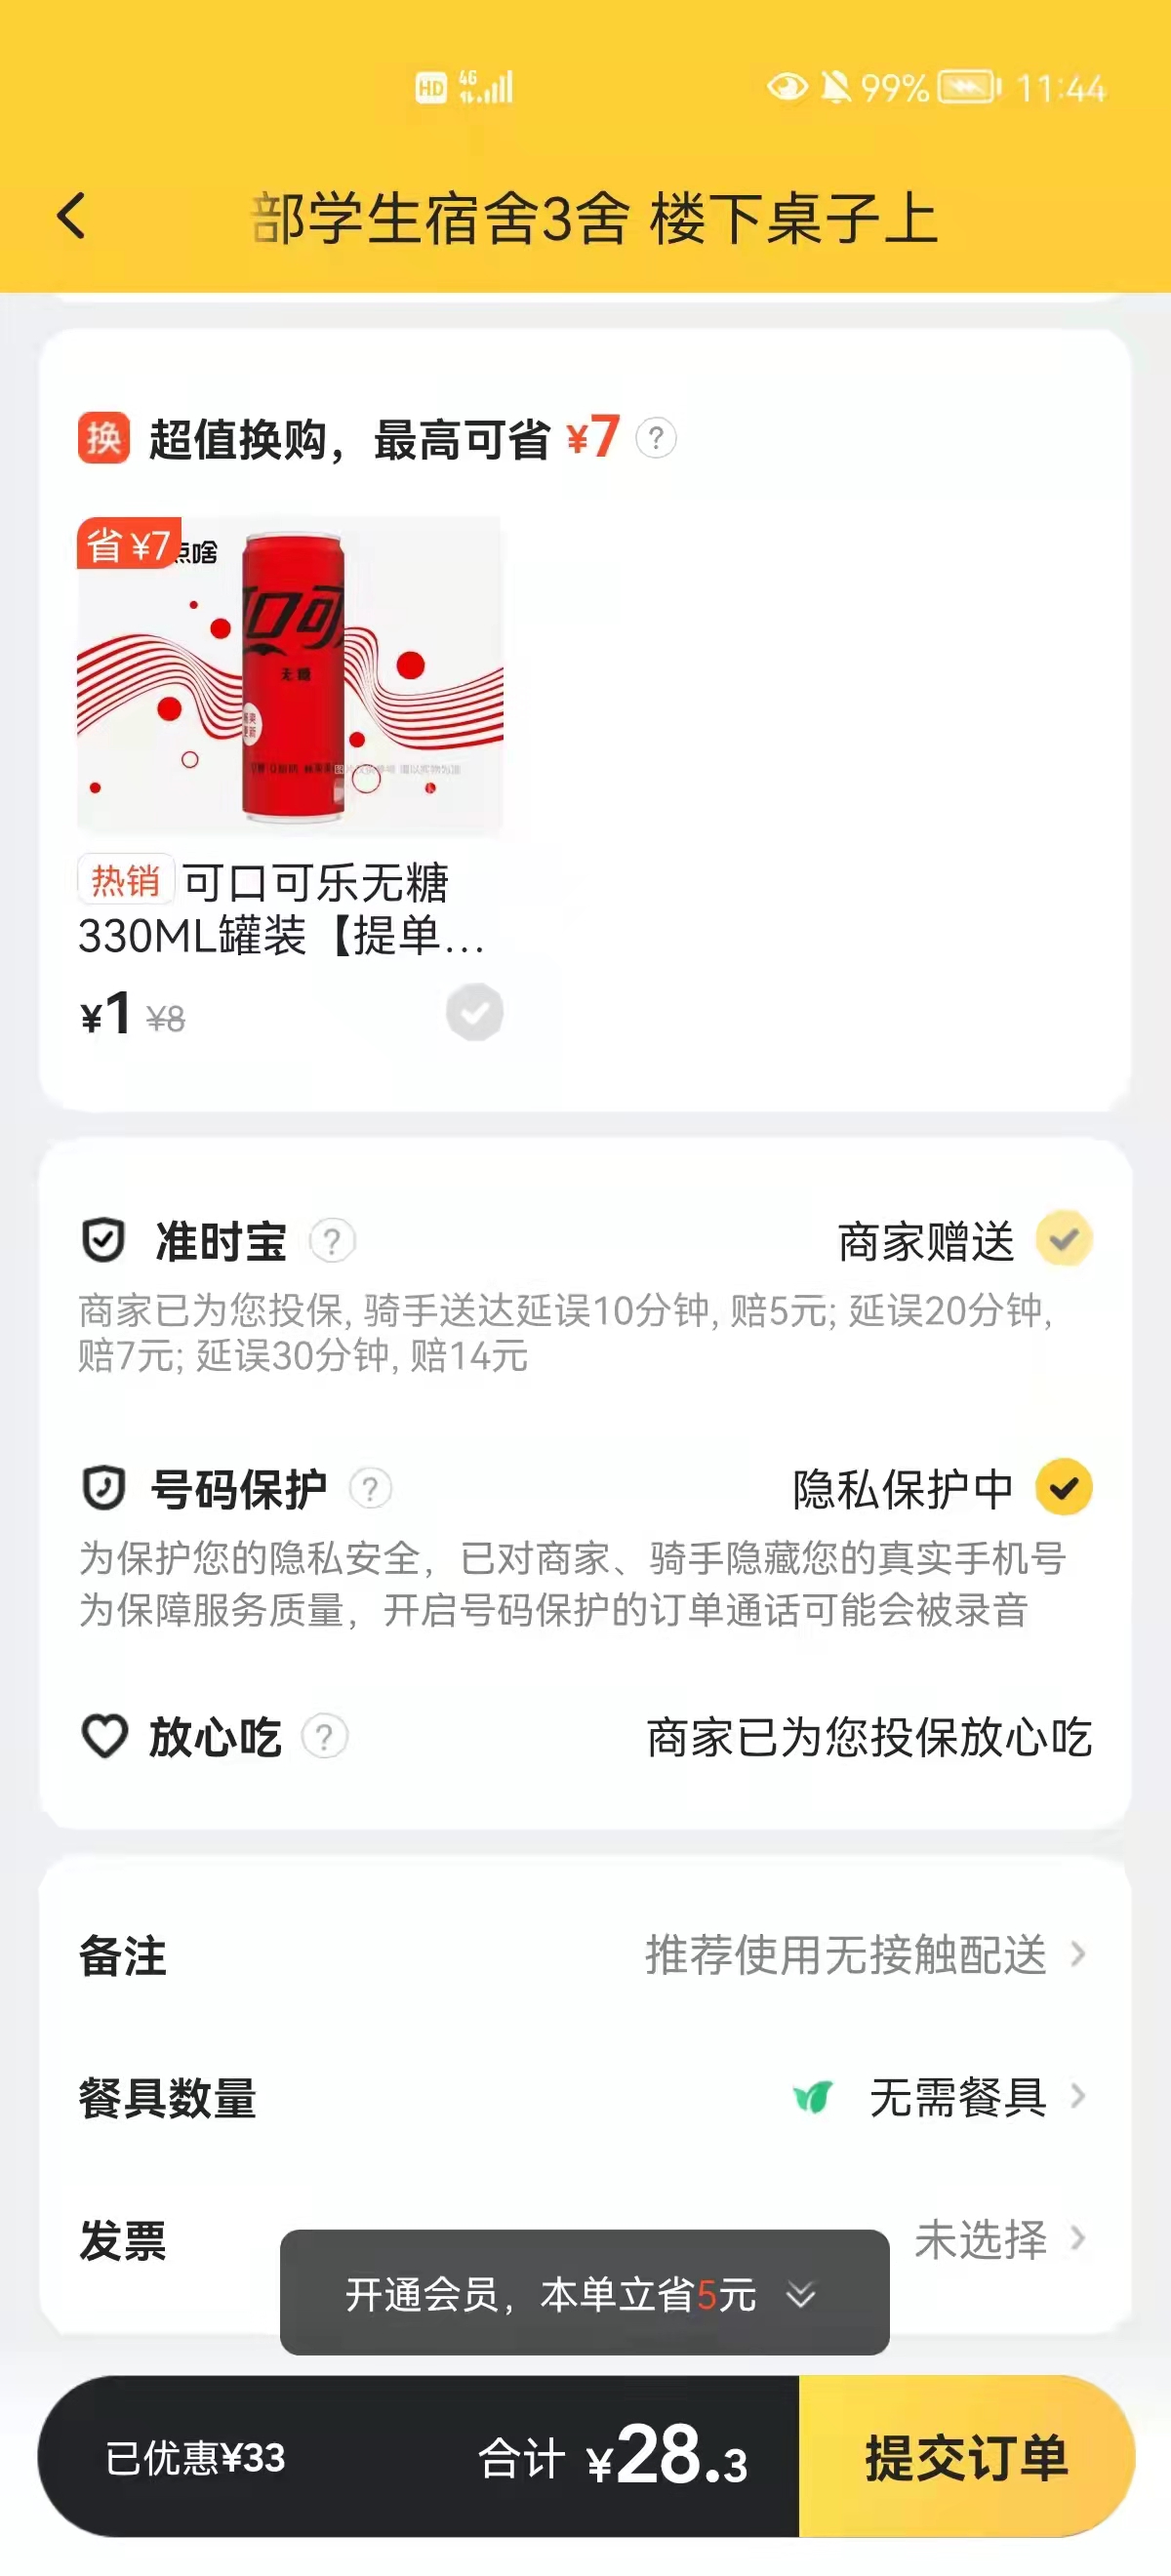 HD 4G 99% 11:44
部学生宿舍3舍 楼下桌子上
换 超值换购，最高可省 ¥7 ?
省 ¥7 点啥
无糖
热销 可口可乐无糖
330ML罐装【提单...
¥1 ¥8
准时宝 ? 商家赠送
商家已为您投保, 骑手送达延误10分钟, 赔5元; 延误20分钟,
赔7元; 延误30分钟, 赔14元
号码保护 ? 隐私保护中
为保护您的隐私安全，已对商家、骑手隐藏您的真实手机号
为保障服务质量，开启号码保护的订单通话可能会被录音
放心吃 ? 商家已为您投保放心吃
备注 推荐使用无接触配送
餐具数量 无需餐具
发票 未选择
开通会员，本单立省5元
已优惠¥33 合计 ¥28.3 提交订单